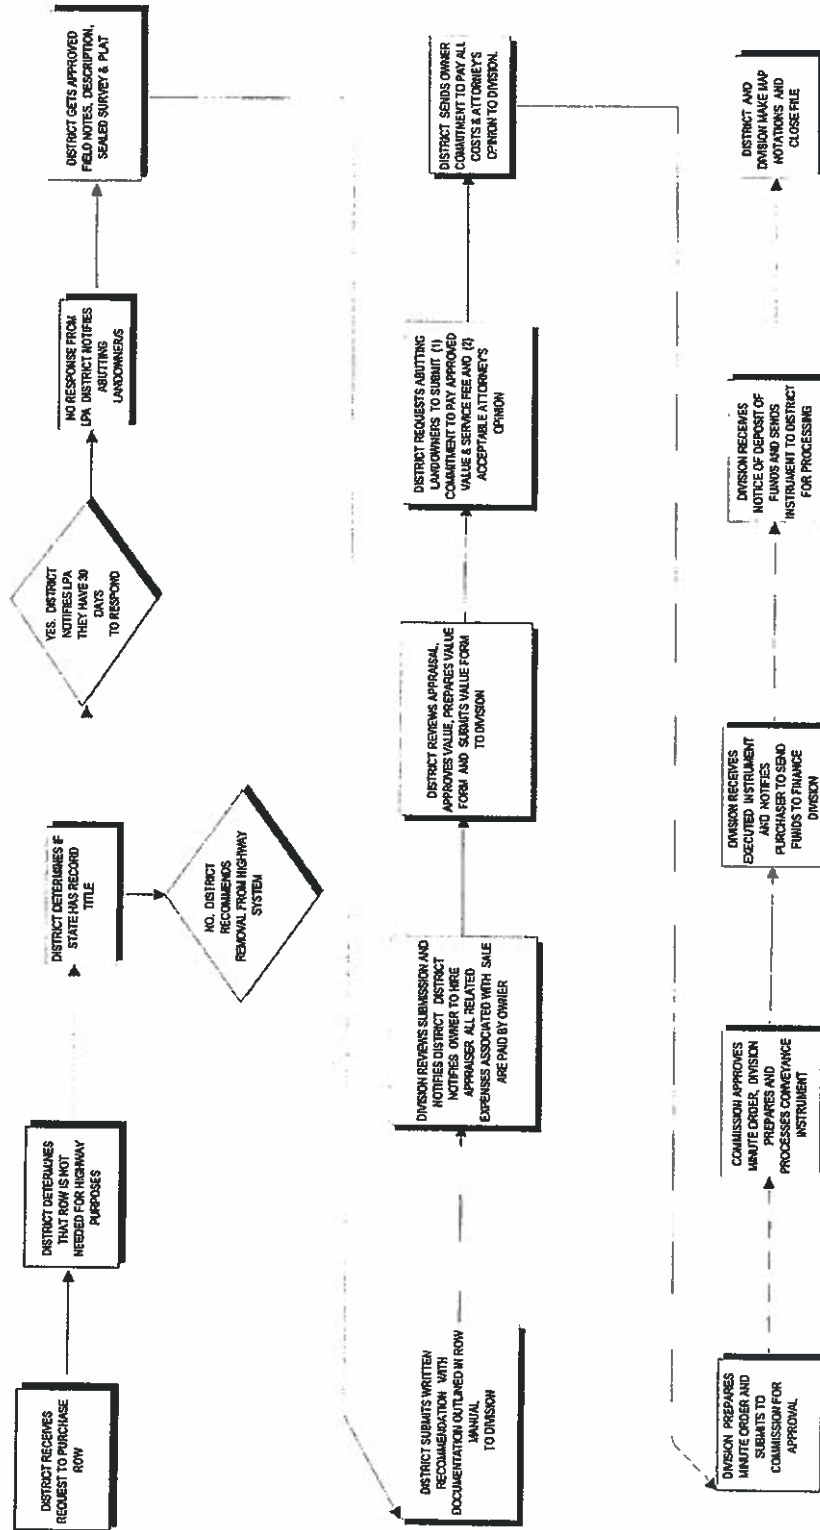 DISTRICT RECEIVES
REQUEST TO PURCHASE
ROW
DISTRICT DETERMINES
THAT ROW IS NOT
NEEDED FOR HIGHWAY
PURPOSES
DISTRICT DETERMINES IF
STATE HAS RECORD
TITLE
NO, DISTRICT
RECOMMENDS
REMOVAL FROM HIGHWAY
SYSTEM
YES, DISTRICT
NOTIFIES LPA
THEY HAVE 30
DAYS
TO RESPOND
NO RESPONSE FROM
LPA DISTRICT NOTIFIES
ABUTTING
LANDOWNER/S
DISTRICT GETS APPROVED
FIELD NOTES, DESCRIPTION,
SEALED SURVEY & PLAT
DISTRICT SUBMITS WRITTEN
RECOMMENDATION WITH
DOCUMENTATION OUTLINED IN ROW
MANUAL
TO DIVISION
DIVISION REVIEWS SUBMISSION AND
NOTIFIES DISTRICT DISTRICT
NOTIFIES OWNER TO HIRE
APPRAISER ALL RELATED
EXPENSES ASSOCIATED WITH SALE
ARE PAID BY OWNER
DISTRICT REVIEWS APPRAISAL,
APPROVES VALUE, PREPARES VALUE
FORM AND SUBMITS VALUE FORM
TO DIVISION
DISTRICT REQUESTS ABUTTING
LANDOWNERS TO SUBMIT (1)
COMMITMENT TO PAY APPROVED
VALUE & SERVICE FEE AND (2)
ACCEPTABLE ATTORNEY'S
OPINION
DISTRICT SENDS OWNER
COMMITMENT TO PAY ALL
COSTS & ATTORNEY'S
OPINION TO DIVISION.
DIVISION PREPARES
MINUTE ORDER AND
SUBMITS TO
COMMISSION FOR
APPROVAL
COMMISSION APPROVES
MINUTE ORDER, DIVISION
PREPARES AND
PROCESSES CONVEYANCE
INSTRUMENT
DIVISION RECEIVES
EXECUTED INSTRUMENT
AND NOTIFIES
PURCHASER TO SEND
FUNDS TO FINANCE
DIVISION
DIVISION RECEIVES
NOTICE OF DEPOSIT OF
FUNDS AND SENDS
INSTRUMENT TO DISTRICT
FOR PROCESSING
DISTRICT AND
DIVISION MAKE MAP
NOTATIONS AND
CLOSE FILE